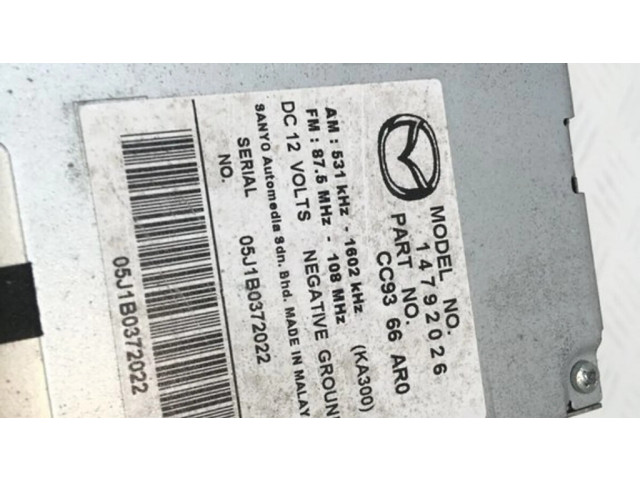 MODEL NO.
14792026
PART NO.
CC93 66 AR0
(KA300)
AM : 531 kHz - 1602 kHz
FM : 87.5 MHz - 108 MHz
DC 12 VOLTS NEGATIVE GROUN
SANYO Automedia Sdn. Bhd. MADE IN MALAY
SERIAL
NO. 05J1B0372022
05J1B0372022